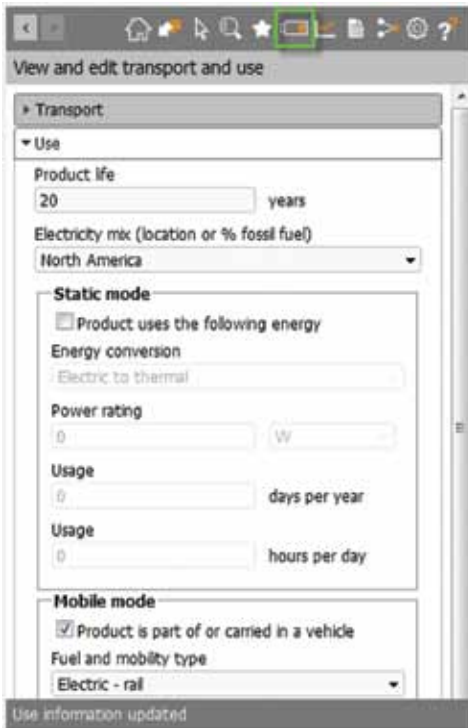 View and edit transport and use
Transport
Use
Product life
20 years
Electricity mix (location or % fossil fuel)
North America
Static mode
Product uses the following energy
Energy conversion
Electric to thermal
Power rating
0 W
Usage
0 days per year
Usage
0 hours per day
Mobile mode
Product is part of or carried in a vehicle
Fuel and mobility type
Electric - rail
Use information updated